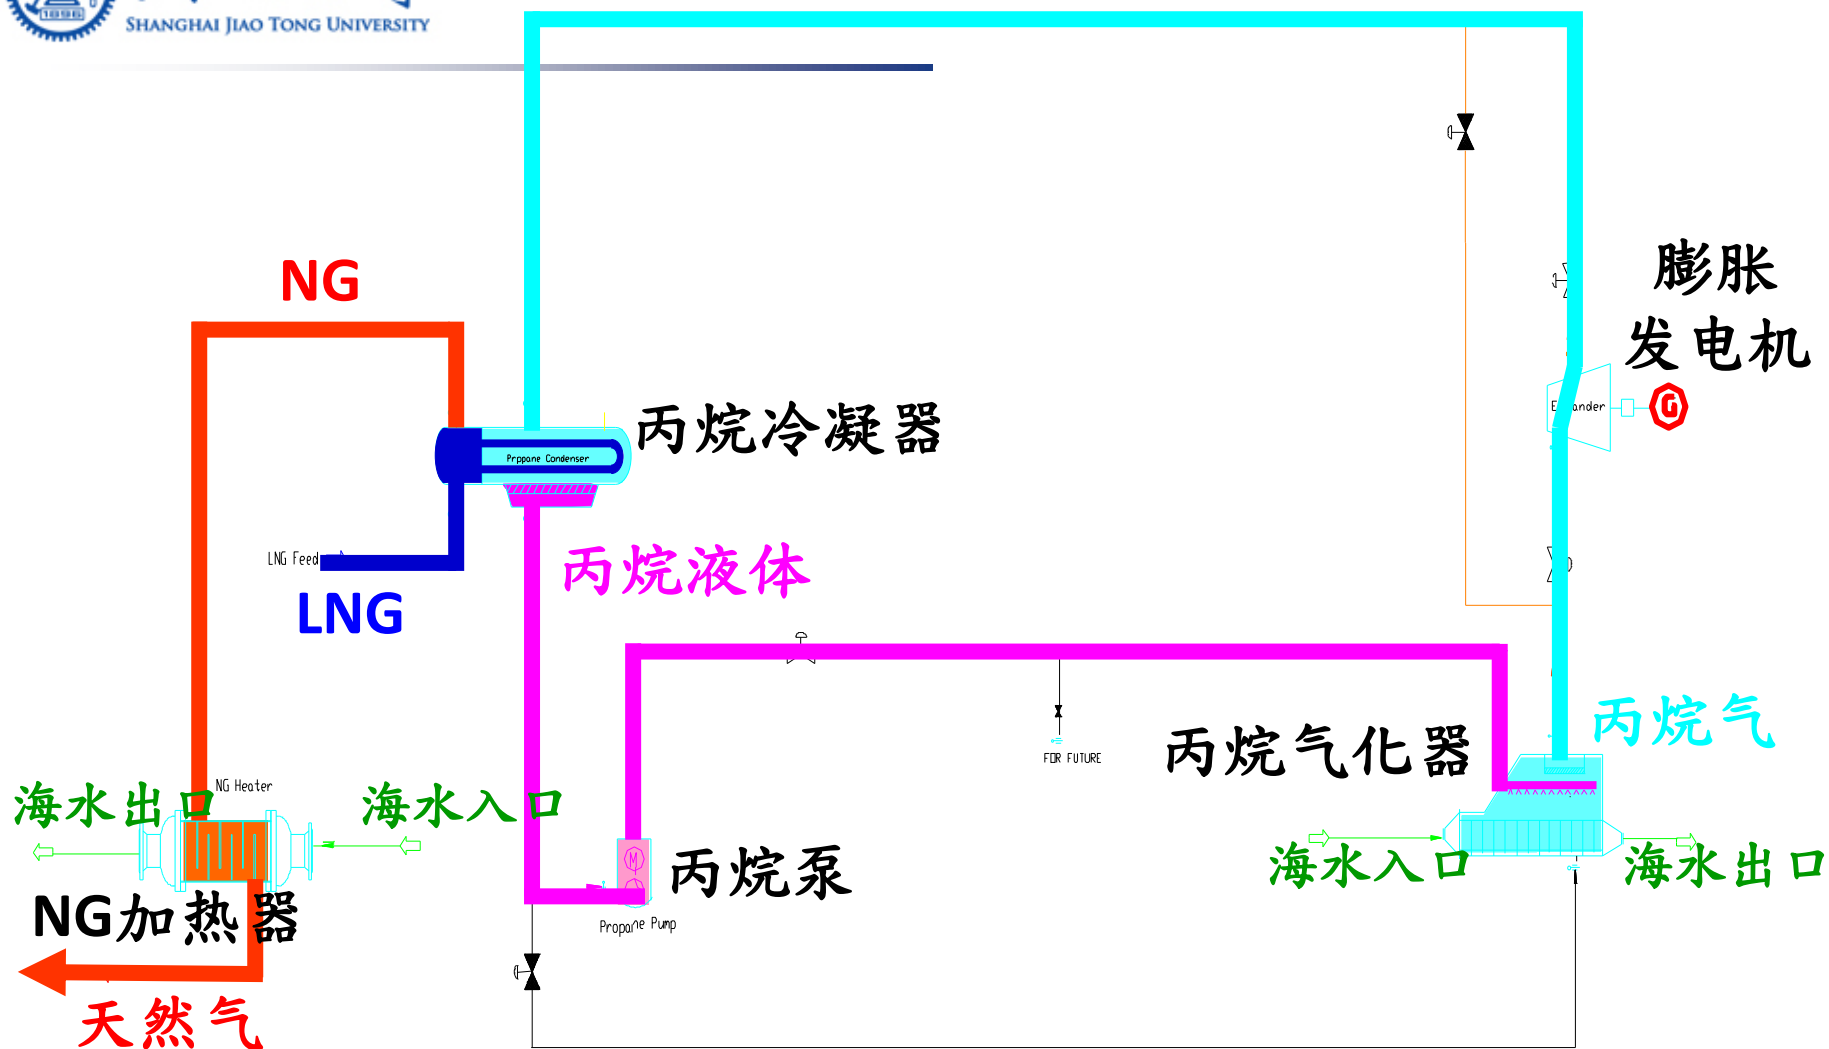 1896
SHANGHAI JIAO TONG UNIVERSITY
NG
膨胀
发电机
Expander
G
丙烷冷凝器
Prppane Condenser
LNG Feed
LNG
丙烷液体
丙烷气
丙烷气化器
FOR FUTURE
NG Heater
海水出口
海水入口
M
丙烷泵
Propane Pump
海水入口
海水出口
NG加热器
天然气